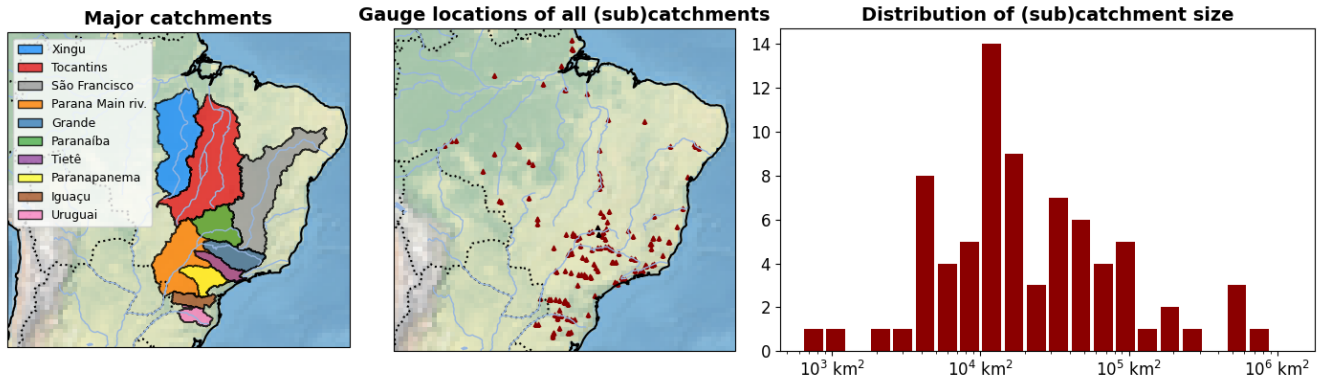 Major catchments
Xingu
Tocantins
São Francisco
Parana Main riv.
Grande
Paranaíba
Tietê
Paranapanema
Iguaçu
Uruguai
Gauge locations of all (sub)catchments
Distribution of (sub)catchment size
14
12
10
8
6
4
2
0
10³ km²
10⁴ km²
10⁵ km²
10⁶ km²